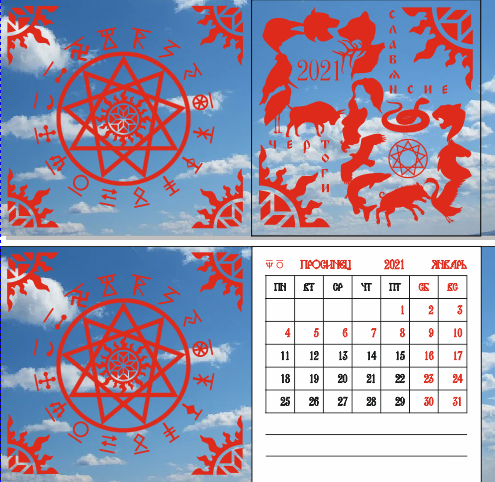 2021
СЛАВЯНСИЕ
ЧЕРТОГИ
ПРОСИНЕЦ 2021 ЯНВАРЬ
ПН ВТ СР ЧТ ПТ СБ ВС
1 2 3
4 5 6 7 8 9 10
11 12 13 14 15 16 17
18 19 20 21 22 23 24
25 26 27 28 29 30 31